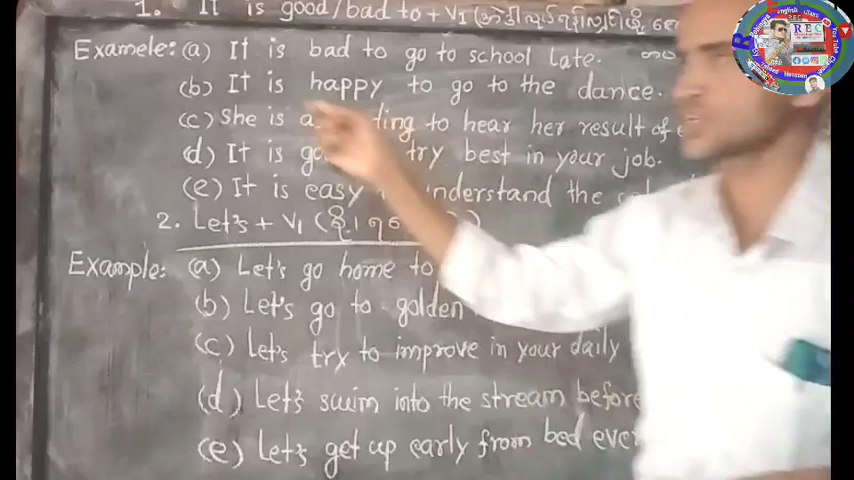 1. It is good/bad to + V1 (
Examele: (a) It is bad to go to school late.
(b) It is happy to go to the dance.
(c) She is a ting to hear her result of e
(d) It is go try best in your job.
(e) It is easy understand the
2. Let's + V1 (
Example: (a) Let's go home to
(b) Let's go to golden
(c) Let's try to improve in your daily
(d) Let's swim into the stream before
(e) Let's get up early from bed ever
REC